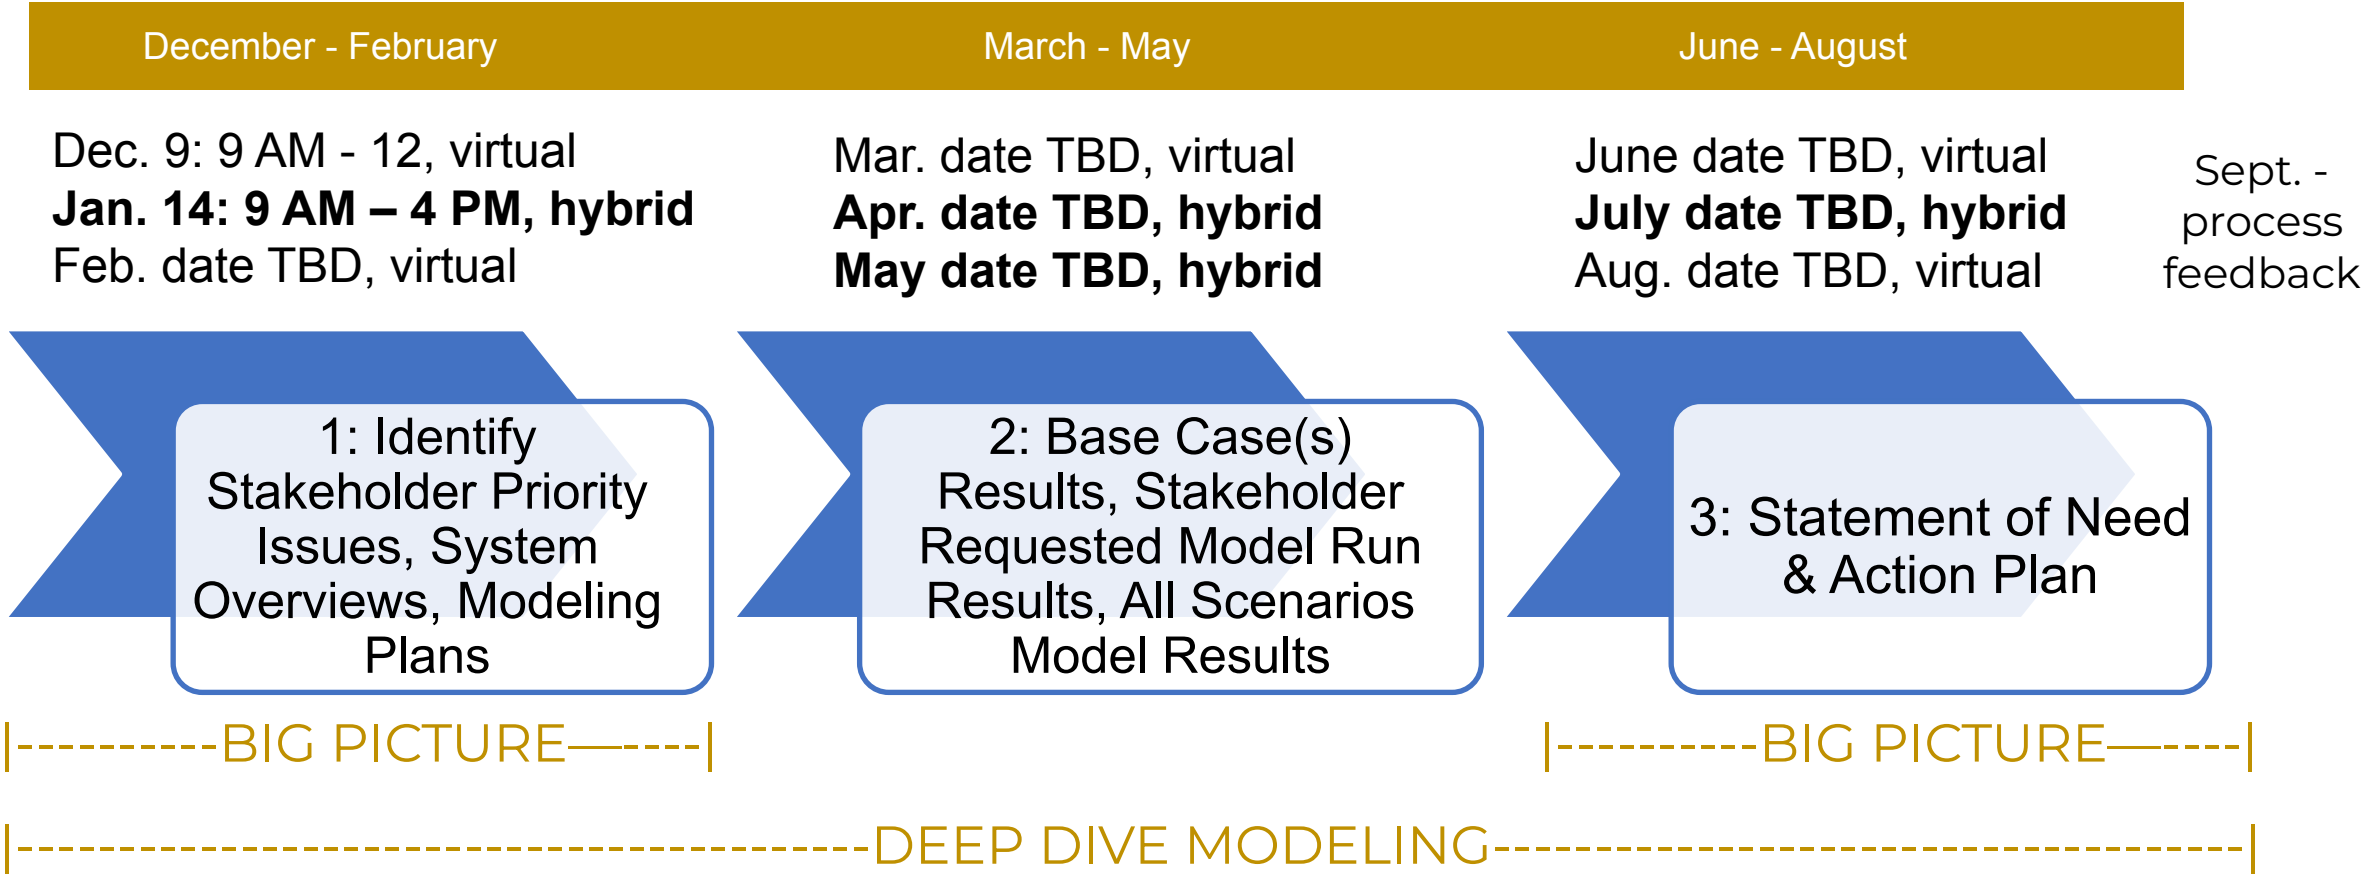 December - February
March - May
June - August
Dec. 9: 9 AM - 12, virtual
Jan. 14: 9 AM – 4 PM, hybrid
Feb. date TBD, virtual
Mar. date TBD, virtual
Apr. date TBD, hybrid
May date TBD, hybrid
June date TBD, virtual
July date TBD, hybrid
Aug. date TBD, virtual
Sept. -
process
feedback
1: Identify
Stakeholder Priority
Issues, System
Overviews, Modeling
Plans
2: Base Case(s)
Results, Stakeholder
Requested Model Run
Results, All Scenarios
Model Results
3: Statement of Need
& Action Plan
|---------BIG PICTURE—----|
|---------BIG PICTURE—----|
|---------------------------------------DEEP DIVE MODELING-----------------------------------|